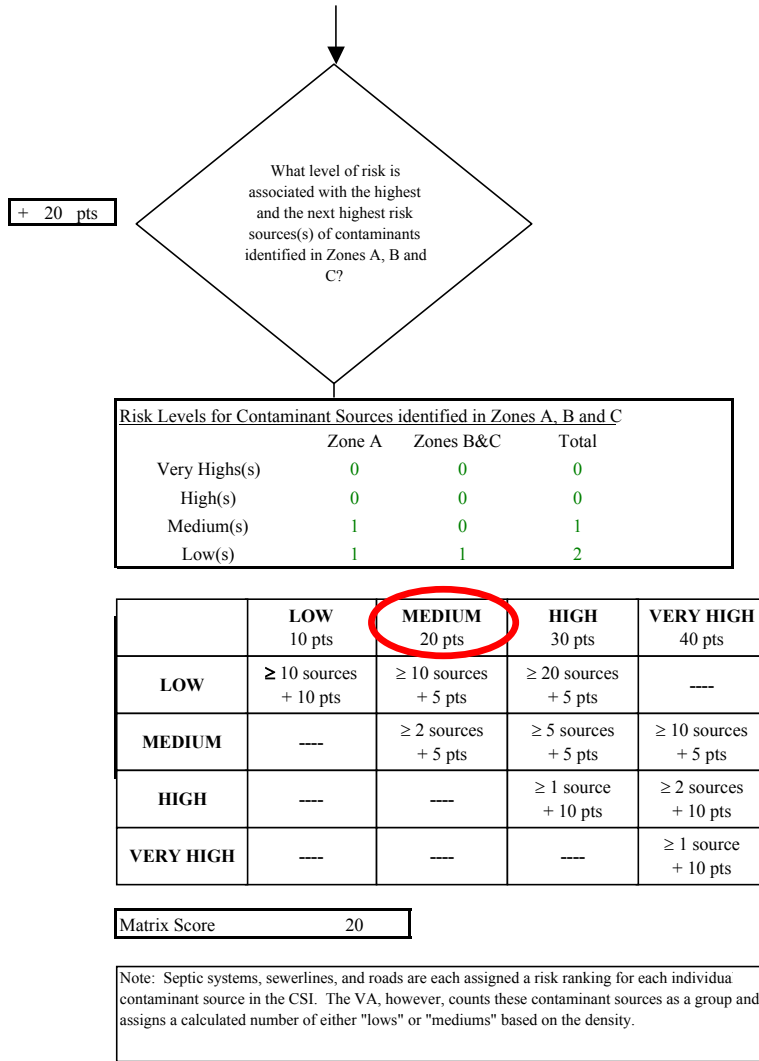 What level of risk is
associated with the highest
and the next highest risk
sources(s) of contaminants
identified in Zones A, B and
C?
+ 20 pts
Risk Levels for Contaminant Sources identified in Zones A, B and C
Zone A Zones B&C Total
Very Highs(s) 0 0 0
High(s) 0 0 0
Medium(s) 1 0 1
Low(s) 1 1 2
LOW MEDIUM HIGH VERY HIGH
10 pts 20 pts 30 pts 40 pts
LOW ≥ 10 sources ≥ 10 sources ≥ 20 sources ----
+ 10 pts + 5 pts + 5 pts
MEDIUM ---- ≥ 2 sources ≥ 5 sources ≥ 10 sources
+ 5 pts + 5 pts + 5 pts
HIGH ---- ---- ≥ 1 source ≥ 2 sources
+ 10 pts + 10 pts
VERY HIGH ---- ---- ---- ≥ 1 source
+ 10 pts
Matrix Score 20
Note: Septic systems, sewerlines, and roads are each assigned a risk ranking for each individua
contaminant source in the CSI. The VA, however, counts these contaminant sources as a group and
assigns a calculated number of either "lows" or "mediums" based on the density.